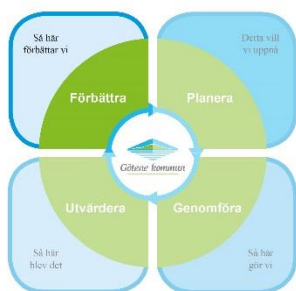 Så här
förbättrar vi
Detta vill
vi uppnå
Förbättra
Planera
Götene kommun
Utvärdera
Genomföra
Så här
blev det
Så här
gör vi